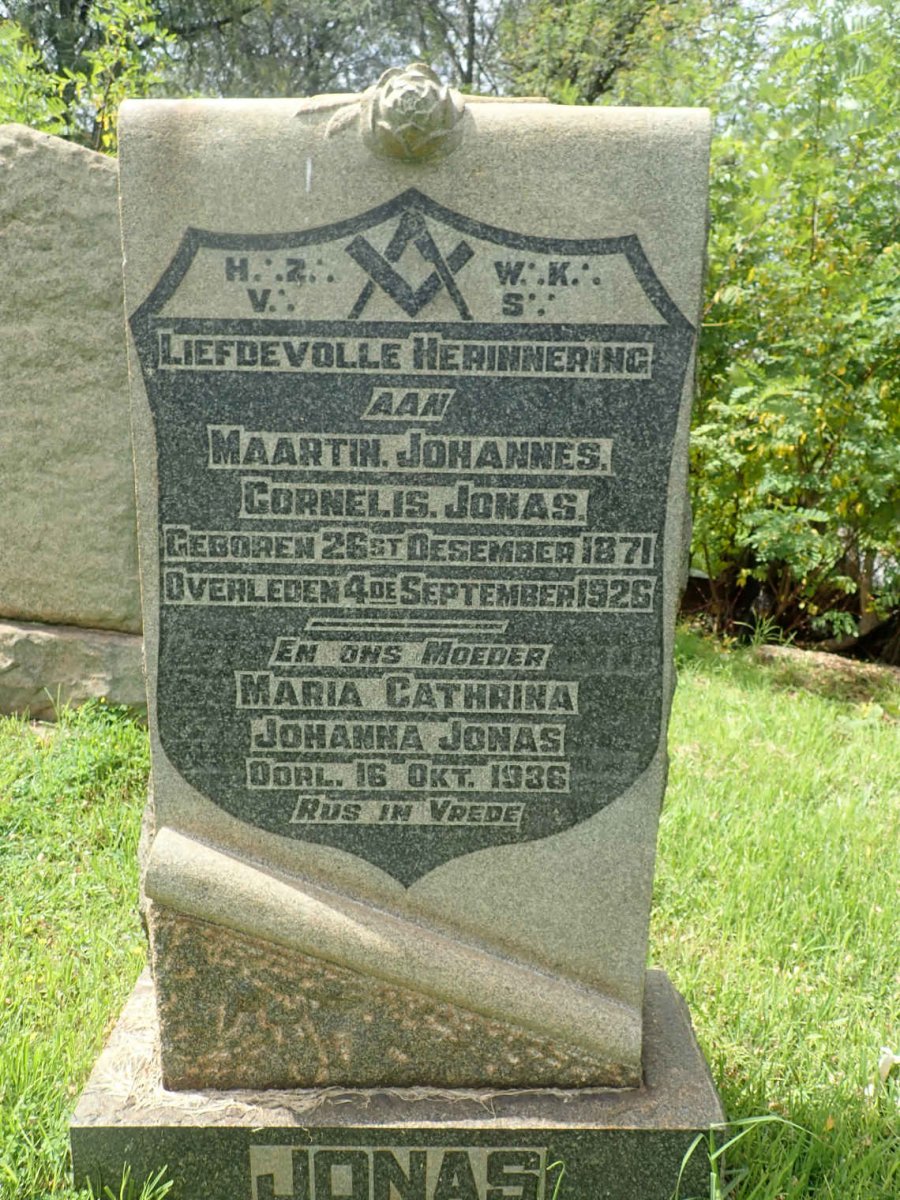 H∴Z∴ W∴K∴
V∴ S∴
LIEFDEVOLLE HERINNERING
AAN
MAARTIN. JOHANNES.
CORNELIS. JONAS.
GEBOREN 26ST DESEMBER 1871
OVERLEDEN 4DE SEPTEMBER 1926
EN ONS MOEDER
MARIA CATHRINA
JOHANNA JONAS
OORL. 16 OKT. 1936
RUS IN VREDE
JONAS